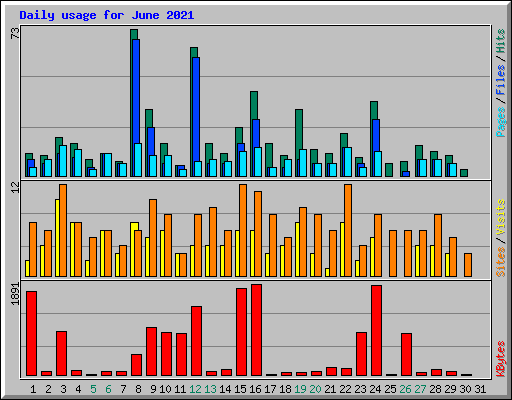 Daily usage for June 2021
73
Pages / Files / Hits
12
Sites / Visits
1891
KBytes
1 2 3 4 5 6 7 8 9 10 11 12 13 14 15 16 17 18 19 20 21 22 23 24 25 26 27 28 29 30 31